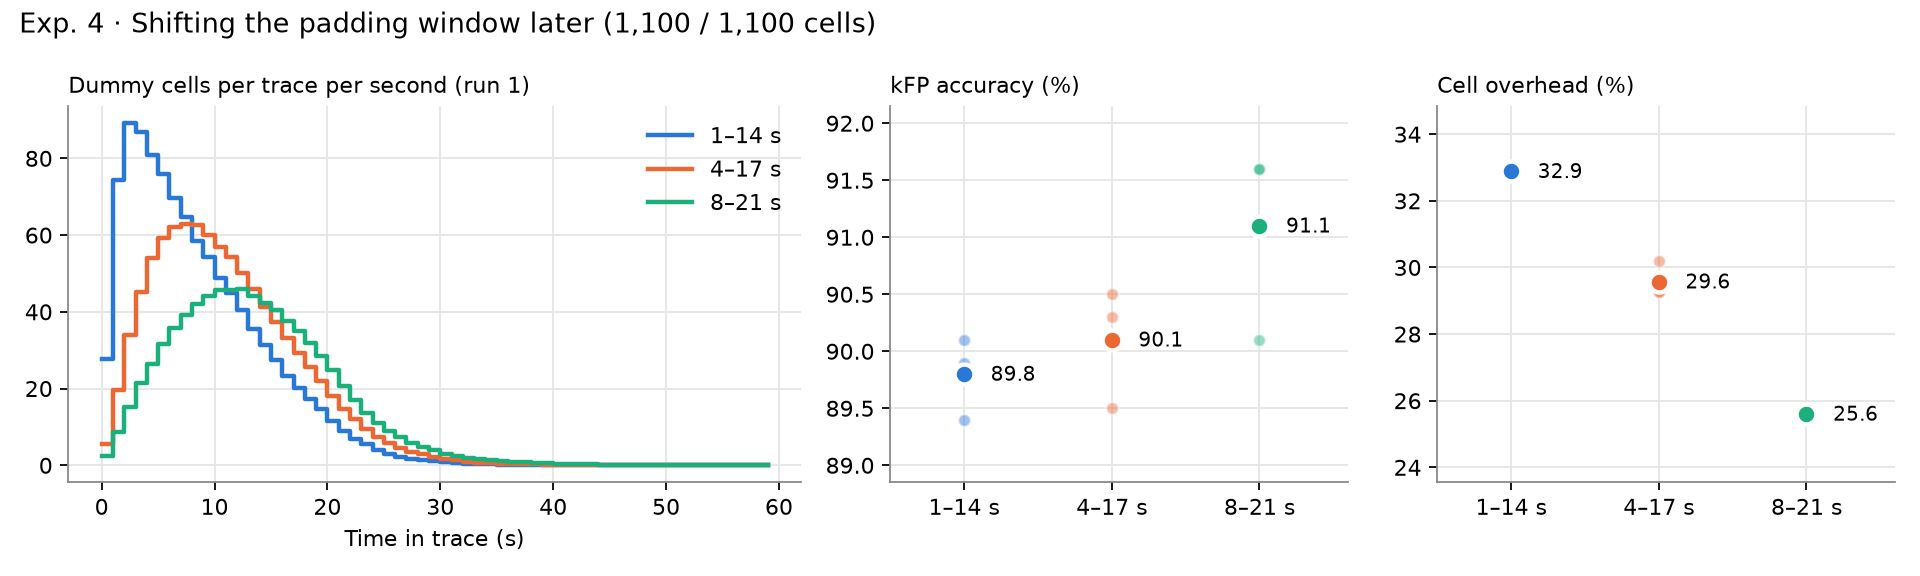 Exp. 4 · Shifting the padding window later (1,100 / 1,100 cells)
Dummy cells per trace per second (run 1)
80
60
40
20
0
0 10 20 30 40 50 60
Time in trace (s)
1–14 s
4–17 s
8–21 s
kFP accuracy (%)
92.0
91.5
91.0
90.5
90.0
89.5
89.0
89.8
90.1
91.1
1–14 s 4–17 s 8–21 s
Cell overhead (%)
34
32
30
28
26
24
32.9
29.6
25.6
1–14 s 4–17 s 8–21 s